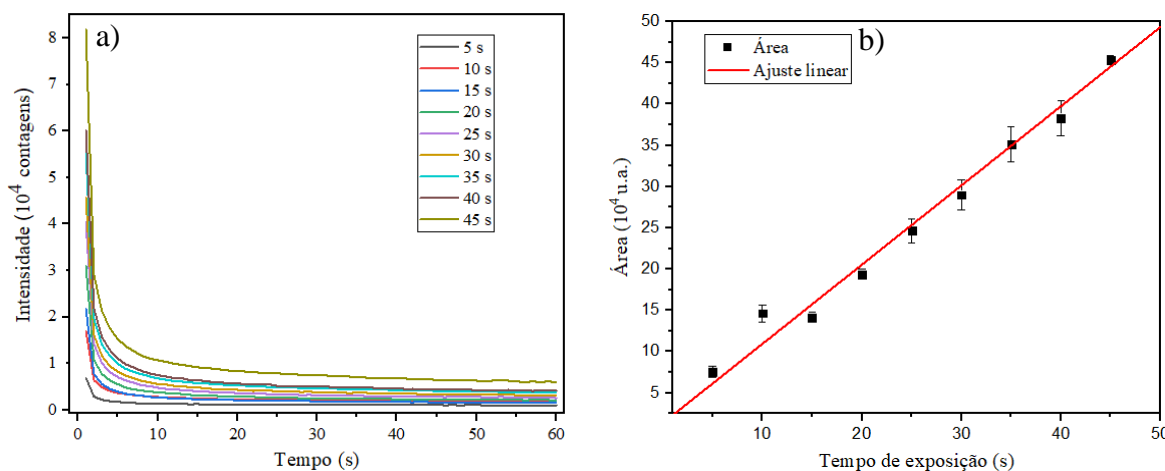 a)
Intensidade (10⁴ contagens)
8
7
6
5
4
3
2
1
0
5 s
10 s
15 s
20 s
25 s
30 s
35 s
40 s
45 s
0 10 20 30 40 50 60
Tempo (s)
b)
Área (10⁴ u.a.)
50
45
40
35
30
25
20
15
10
5
Área
Ajuste linear
10 20 30 40 50
Tempo de exposição (s)